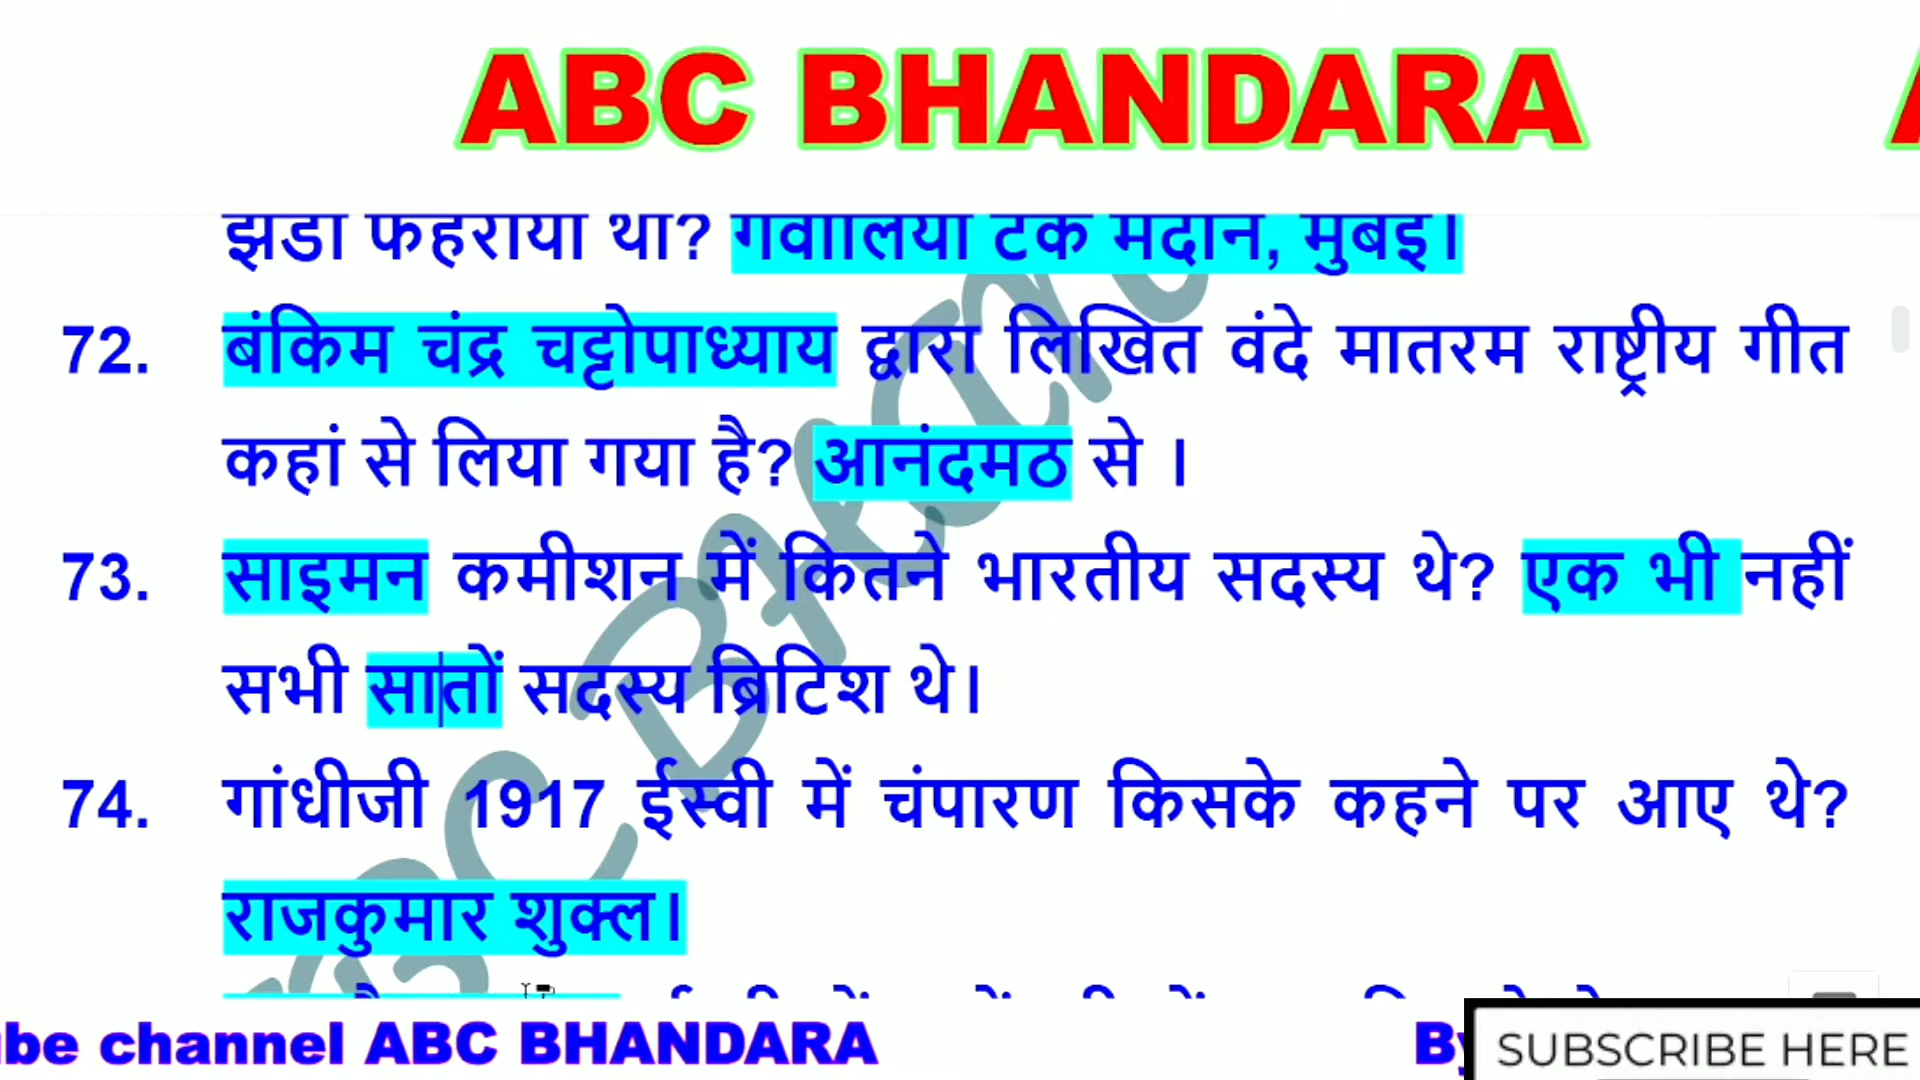 ABC BHANDARA
झंडा फहराया था? गवालिया टैंक मैदान, मुंबई।
72. बंकिम चंद्र चट्टोपाध्याय द्वारा लिखित वंदे मातरम राष्ट्रीय गीत
कहां से लिया गया है? आनंदमठ से ।
73. साइमन कमीशन में कितने भारतीय सदस्य थे? एक भी नहीं
सभी सातों सदस्य ब्रिटिश थे।
74. गांधीजी 1917 ईस्वी में चंपारण किसके कहने पर आए थे?
राजकुमार शुक्ल।
be channel ABC BHANDARA By
SUBSCRIBE HERE